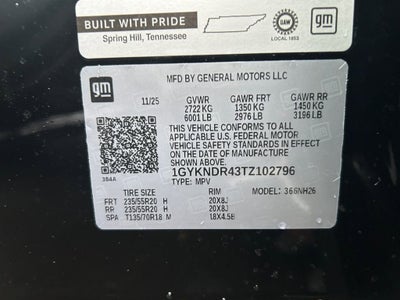 BUILT WITH PRIDE
Spring Hill, Tennessee
UAW
LOCAL 1853
gm
gm
MFD BY GENERAL MOTORS LLC
11/25 GVWR GAWR FRT GAWR RR
2722 KG 1350 KG 1450 KG
6001 LB 2976 LB 3196 LB
THIS VEHICLE CONFORMS TO ALL
APPLICABLE U.S. FEDERAL MOTOR
VEHICLE SAFETY STANDARDS IN
EFFECT ON THE DATE OF MANUFACTURE
SHOWN ABOVE.
1GYKNDR43TZ102796
TYPE: MPV MODEL: 366NH26
384A
TIRE SIZE RIM
FRT 235/55R20 H 20X8J
RR 235/55R20 H 20X8J
SPA T135/70R18 M 18X4.5B